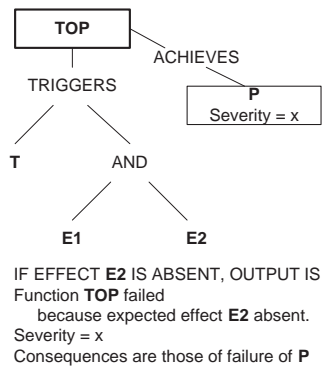 TOP
ACHIEVES
TRIGGERS
P
Severity = x
T
AND
E1
E2
IF EFFECT E2 IS ABSENT, OUTPUT IS
Function TOP failed
because expected effect E2 absent.
Severity = x
Consequences are those of failure of P